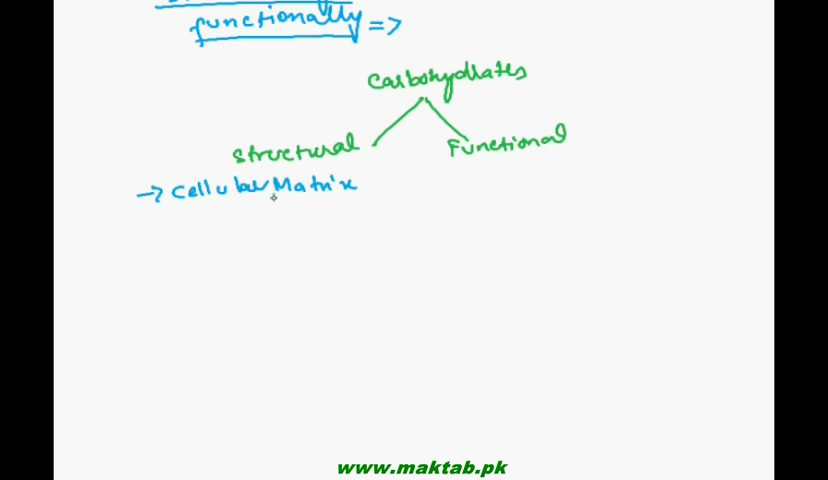 functionally =>
Carbohydrates
Structural
Functional
-> Cellular Matrix
www.maktab.pk